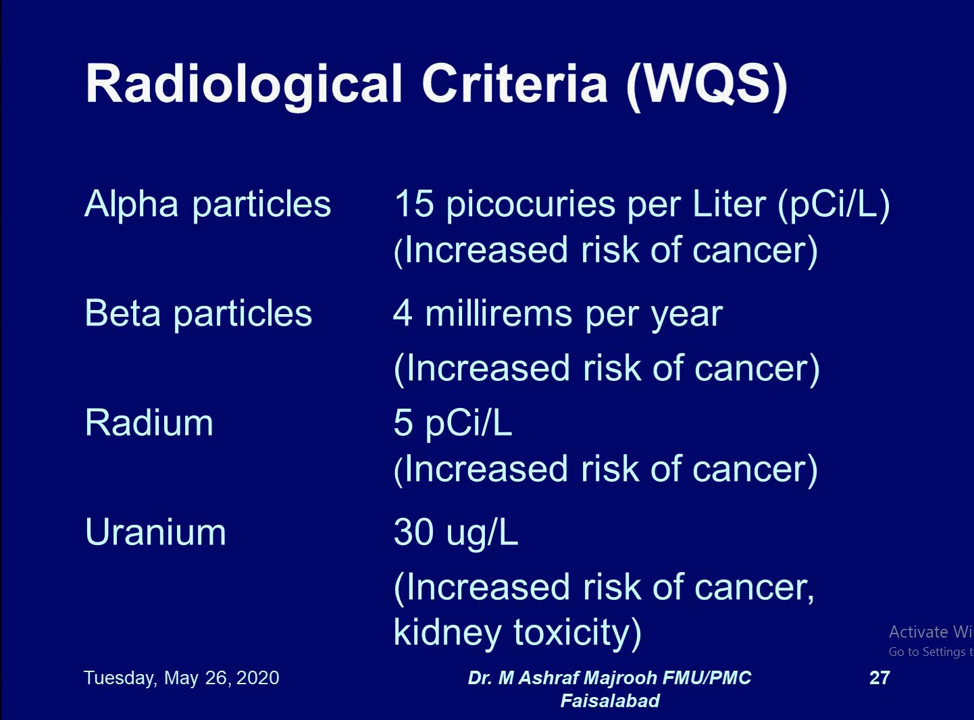 Radiological Criteria (WQS)
Alpha particles 15 picocuries per Liter (pCi/L)
(Increased risk of cancer)
Beta particles 4 millirems per year
(Increased risk of cancer)
Radium 5 pCi/L
(Increased risk of cancer)
Uranium 30 ug/L
(Increased risk of cancer,
kidney toxicity)
Activate Wi
Go to Settings t
Tuesday, May 26, 2020 Dr. M Ashraf Majrooh FMU/PMC 27
Faisalabad